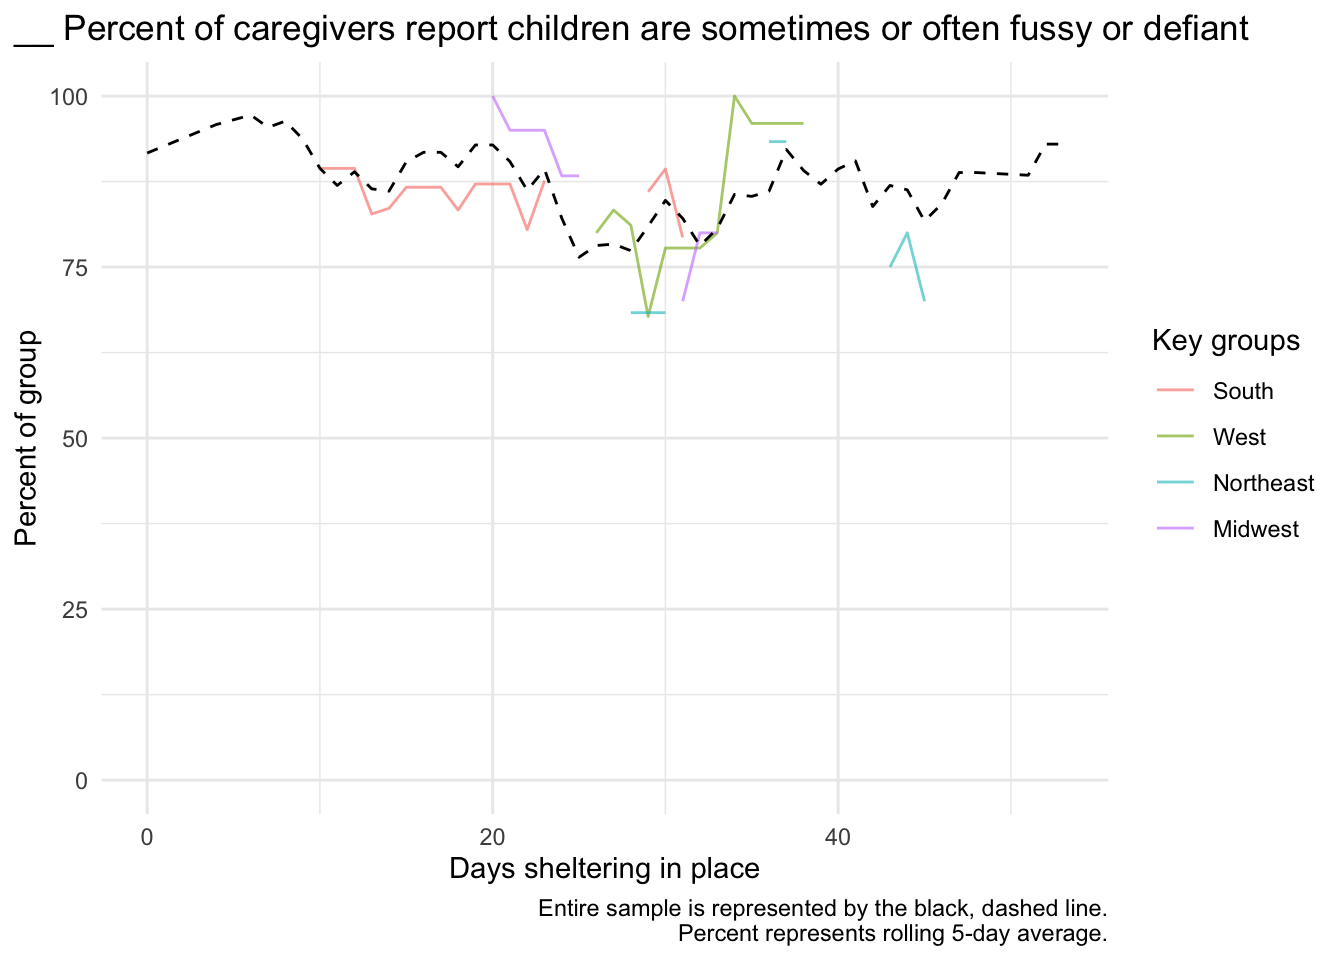 __ Percent of caregivers report children are sometimes or often fussy or defiant
100
75
50
25
0
Percent of group
0 20 40
Days sheltering in place
Key groups
South
West
Northeast
Midwest
Entire sample is represented by the black, dashed line.
Percent represents rolling 5-day average.